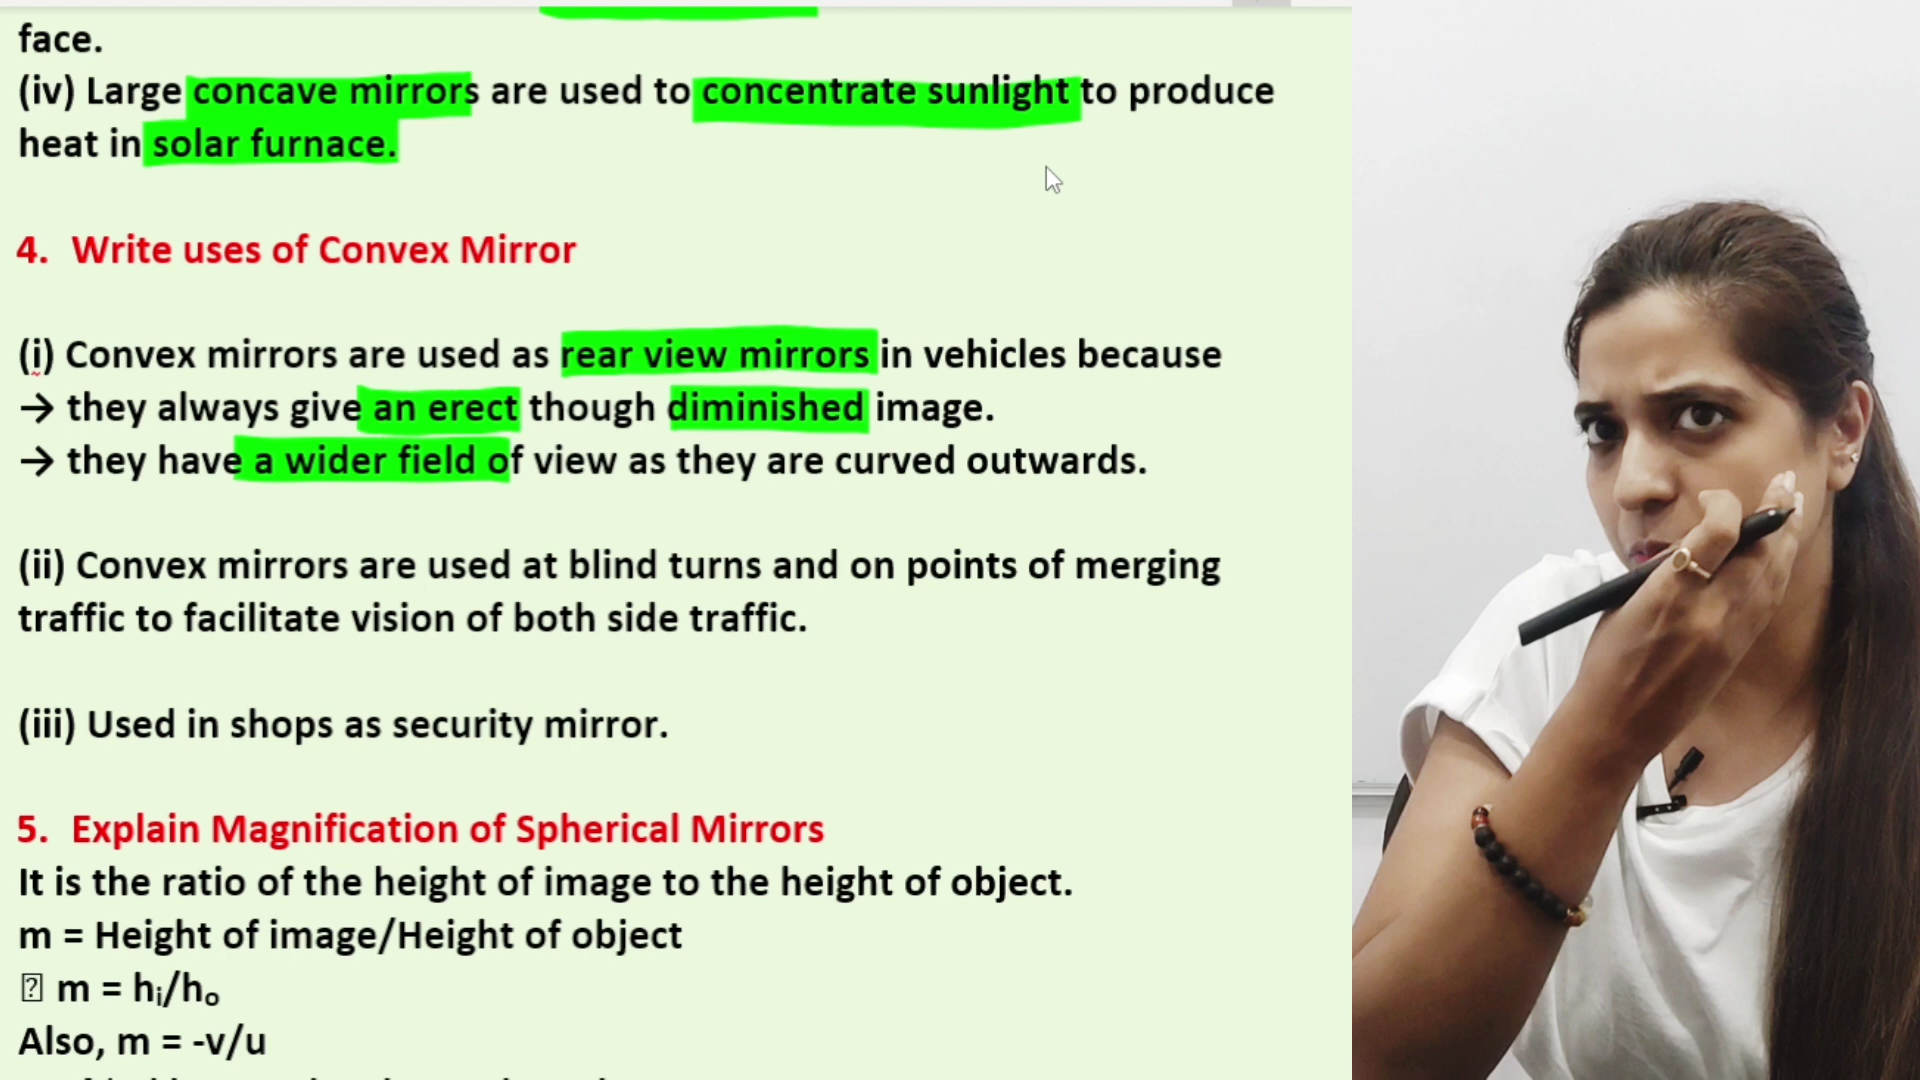 face.
(iv) Large concave mirrors are used to concentrate sunlight to produce
heat in solar furnace.
4. Write uses of Convex Mirror
(i) Convex mirrors are used as rear view mirrors in vehicles because
→ they always give an erect though diminished image.
→ they have a wider field of view as they are curved outwards.
(ii) Convex mirrors are used at blind turns and on points of merging
traffic to facilitate vision of both side traffic.
(iii) Used in shops as security mirror.
5. Explain Magnification of Spherical Mirrors
It is the ratio of the height of image to the height of object.
m = Height of image/Height of object
m = hᵢ/hₒ
Also, m = -v/u